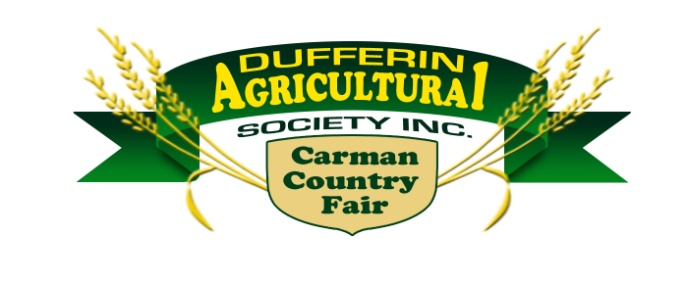 DUFFERIN
AGRICULTURAl
SOCIETY INC.
Carman
Country
Fair